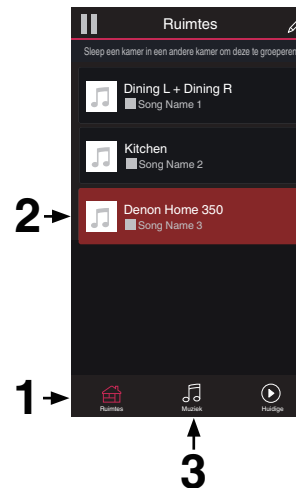 Ruimtes
Sleep een kamer in een andere kamer om deze te groeperen
Dining L + Dining R
Song Name 1
Kitchen
Song Name 2
2
Denon Home 350
Song Name 3
1
Ruimtes
Muziek
Huidige
3